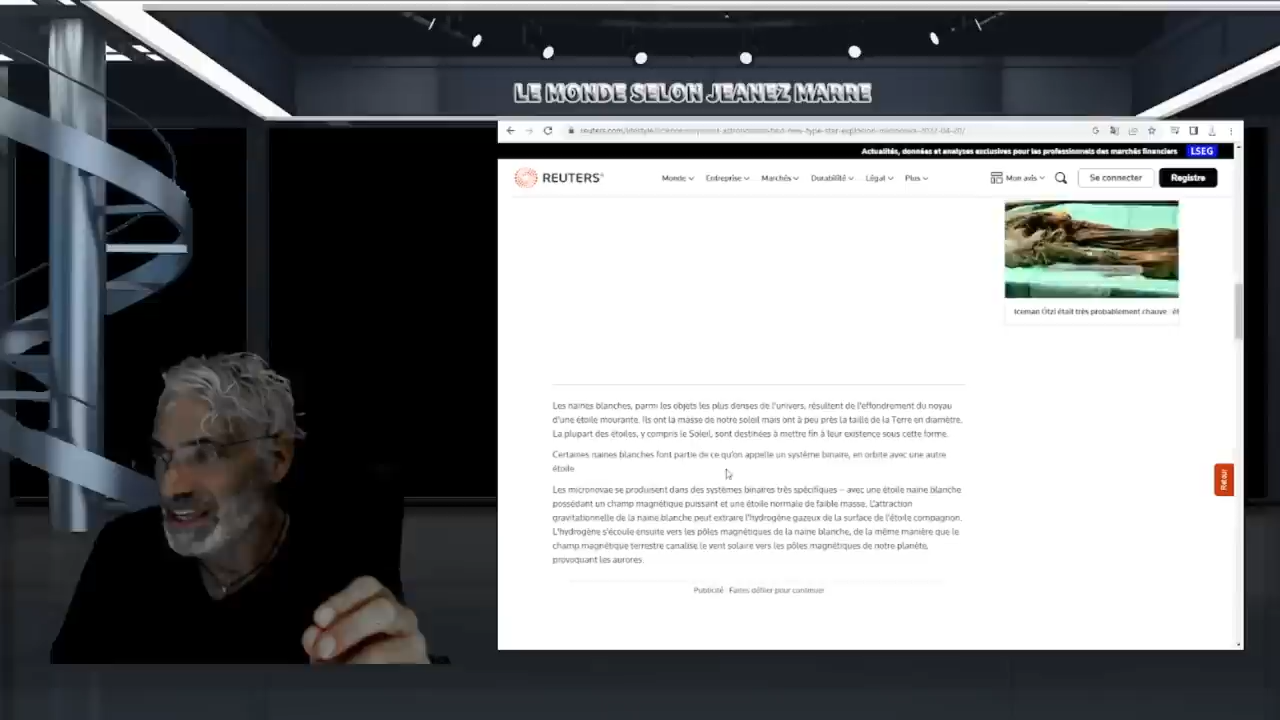 LE MONDE SELON JEANEZ MARRE
Actualités, données et analyses exclusives pour les professionnels des marchés financiers
LSEG
REUTERS
Monde
Entreprise
Marchés
Durabilité
Légal
Plus
Mon avis
Se connecter
Registre
Iceman Ötzi était très probablement chauve
Les naines blanches, parmi les objets les plus denses de l'univers, résultent de l'effondrement du noyau
d'une étoile mourante. Ils ont la masse de notre soleil mais ont à peu près la taille de la Terre en diamètre.
La plupart des étoiles, y compris le Soleil, sont destinées à mettre fin à leur existence sous cette forme.
Certaines naines blanches font partie de ce qu'on appelle un système binaire, en orbite avec une autre
étoile
Les micronovae se produisent dans des systèmes binaires très spécifiques – avec une étoile naine blanche
possédant un champ magnétique puissant et une étoile normale de faible masse. L'attraction
gravitationnelle de la naine blanche peut extraire l'hydrogène gazeux de la surface de l'étoile compagnon.
L'hydrogène s'écoule ensuite vers les pôles magnétiques de la naine blanche, de la même manière que le
champ magnétique terrestre canalise le vent solaire vers les pôles magnétiques de notre planète,
provoquant les aurores.
Publicité · Faites défiler pour continuer
Retour